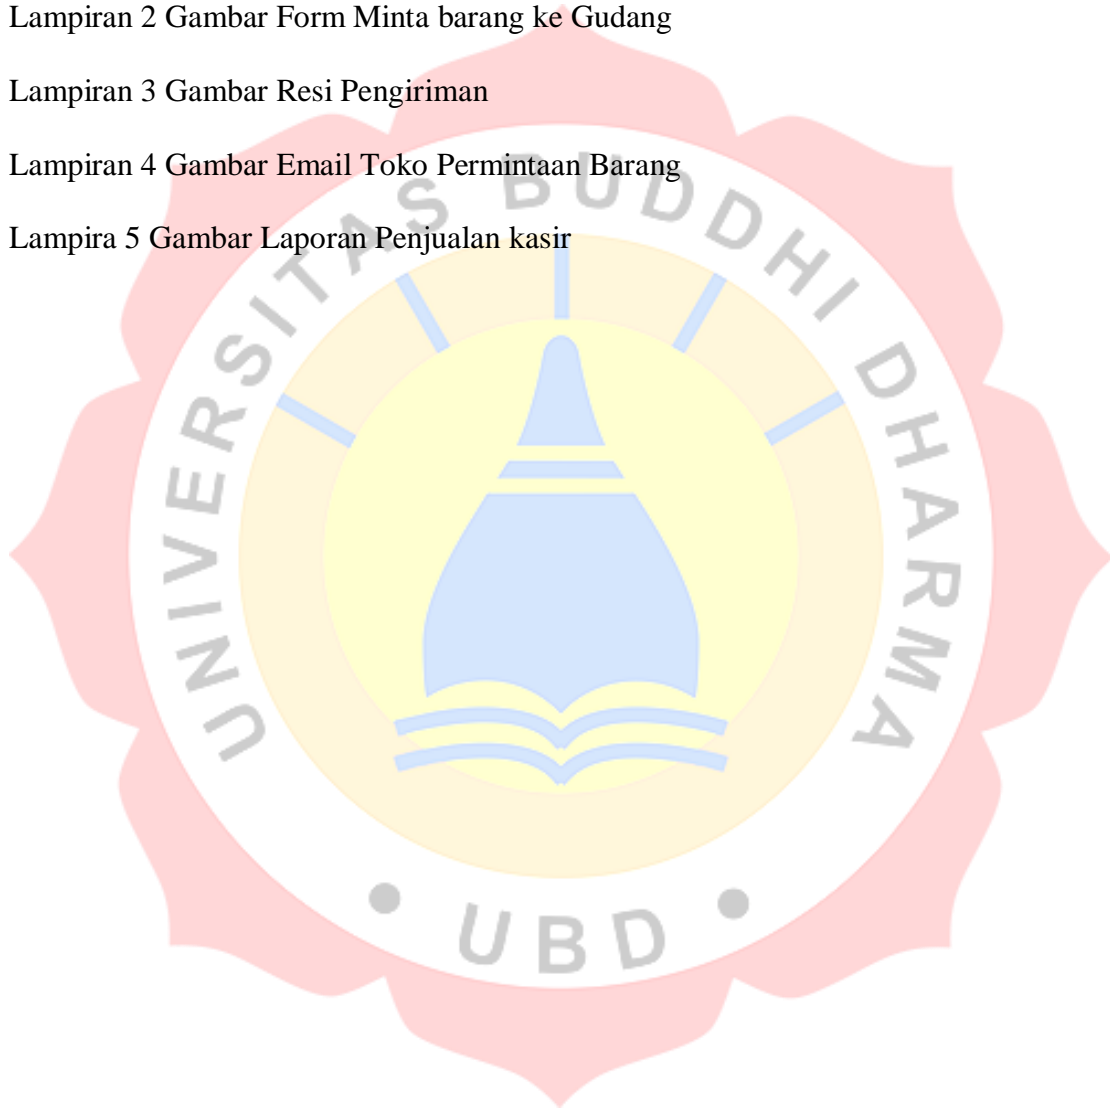 Lampiran 2 Gambar Form Minta barang ke Gudang
Lampiran 3 Gambar Resi Pengiriman
Lampiran 4 Gambar Email Toko Permintaan Barang
Lampira 5 Gambar Laporan Penjualan kasir
UNIVERSITAS BUDDHI DHARMA
• UBD •